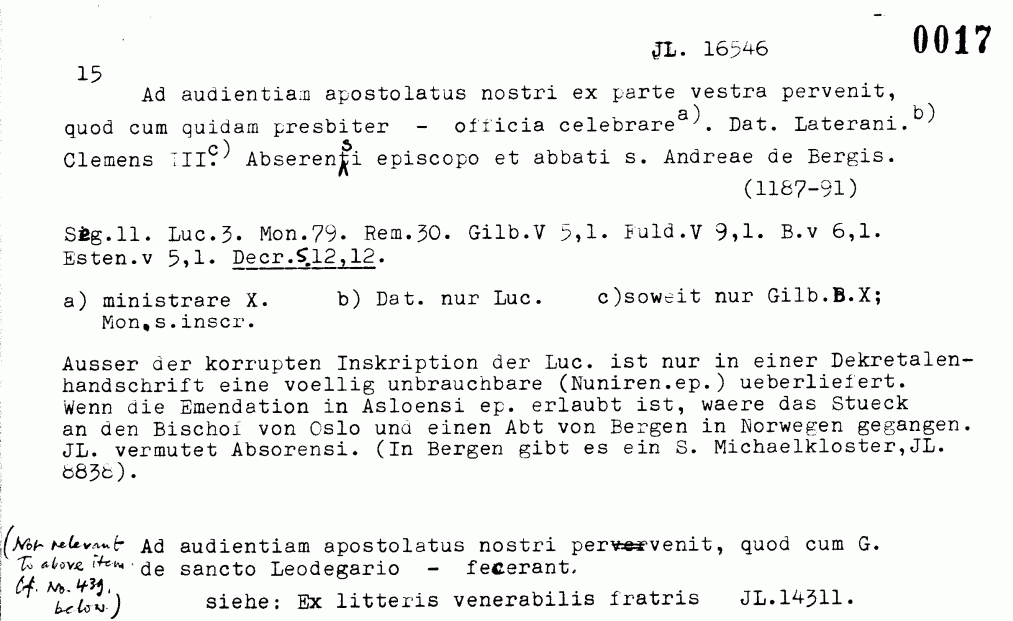 JL. 16546 0017
15
Ad audientiam apostolatus nostri ex parte vestra pervenit,
quod cum quidam presbiter - officia celebrare a). Dat. Laterani. b)
Clemens III. c) Abserensi episcopo et abbati s. Andreae de Bergis.
(1187-91)
Sig.11. Luc.3. Mon.79. Rem.30. Gilb.V 5,1. Fuld.V 9,1. B.v 6,1.
Esten.v 5,1. Decr.S.12,12.
a) ministrare X. b) Dat. nur Luc. c)soweit nur Gilb.B.X;
Mon.s.inscr.
Ausser der korrupten Inskription der Luc. ist nur in einer Dekretalen-
handschrift eine voellig unbrauchbare (Nuniren.ep.) ueberliefert.
Wenn die Emendation in Asloensi ep. erlaubt ist, waere das Stueck
an den Bischof von Oslo und einen Abt von Bergen in Norwegen gegangen.
JL. vermutet Absorensi. (In Bergen gibt es ein S. Michaelkloster,JL.
8838).
(Not relevant Ad audientiam apostolatus nostri pervervenit, quod cum G.
To above item. de sancto Leodegario - fecerant.
Cf. No. 439,
below.) siehe: Ex litteris venerabilis fratris JL.14311.